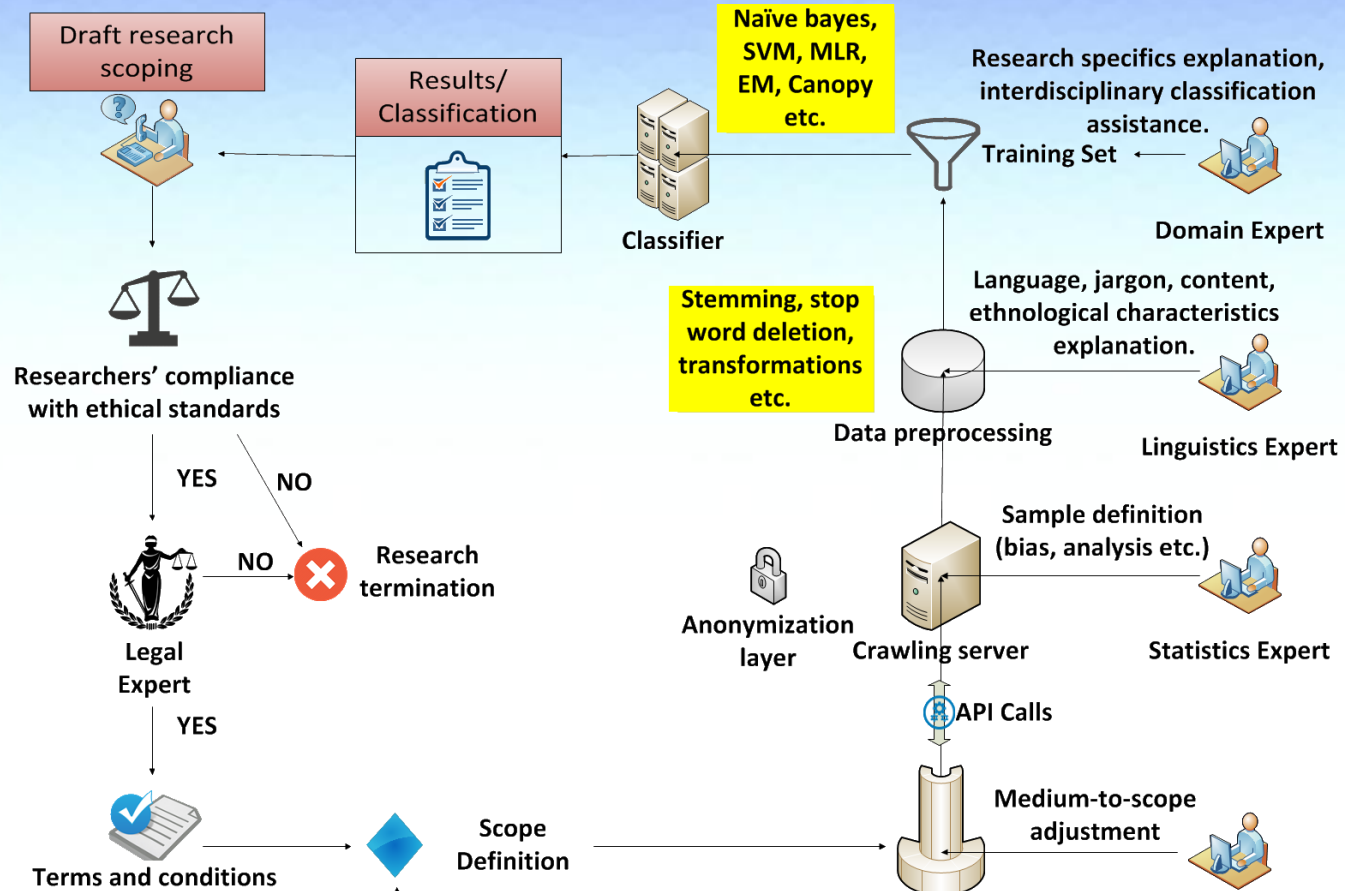 Draft research
scoping
Results/
Classification
Naïve bayes,
SVM, MLR,
EM, Canopy
etc.
Research specifics explanation,
interdisciplinary classification
assistance.
Training Set
Classifier
Domain Expert
Stemming, stop
word deletion,
transformations
etc.
Language, jargon, content,
ethnological characteristics
explanation.
Researchers’ compliance
with ethical standards
Data preprocessing
Linguistics Expert
YES
NO
Sample definition
(bias, analysis etc.)
NO
Research
termination
Anonymization
layer
Crawling server
Statistics Expert
Legal
Expert
YES
API Calls
Medium-to-scope
adjustment
Scope
Definition
Terms and conditions